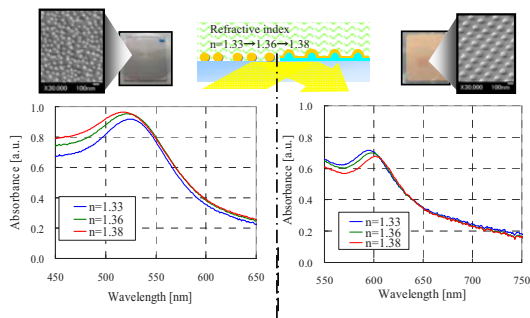 X30,000 100nm
Refractive index
n=1.33→1.36→1.38
X30,000 100nm
1.0
0.8
0.6
0.4
0.2
0.0
Absorbance [a.u.]
n=1.33
n=1.36
n=1.38
450 500 550 600 650
Wavelength [nm]
1.0
0.8
0.6
0.4
0.2
0.0
Absorbance [a.u.]
n=1.33
n=1.36
n=1.38
550 600 650 700 750
Wavelength [nm]